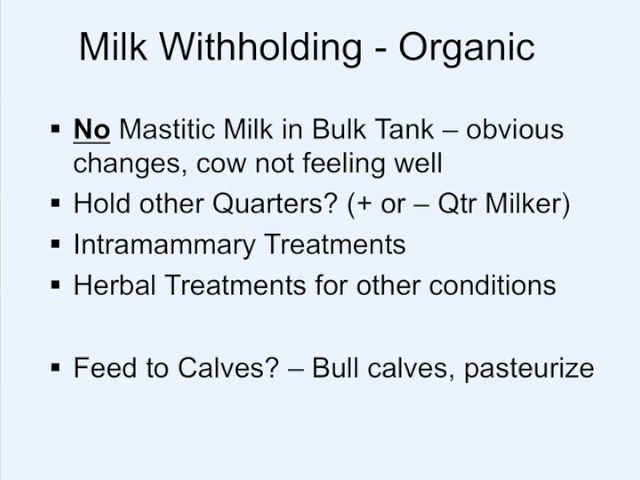 Milk Withholding - Organic
▪ No Mastitic Milk in Bulk Tank – obvious
changes, cow not feeling well
▪ Hold other Quarters? (+ or – Qtr Milker)
▪ Intramammary Treatments
▪ Herbal Treatments for other conditions
▪ Feed to Calves? – Bull calves, pasteurize